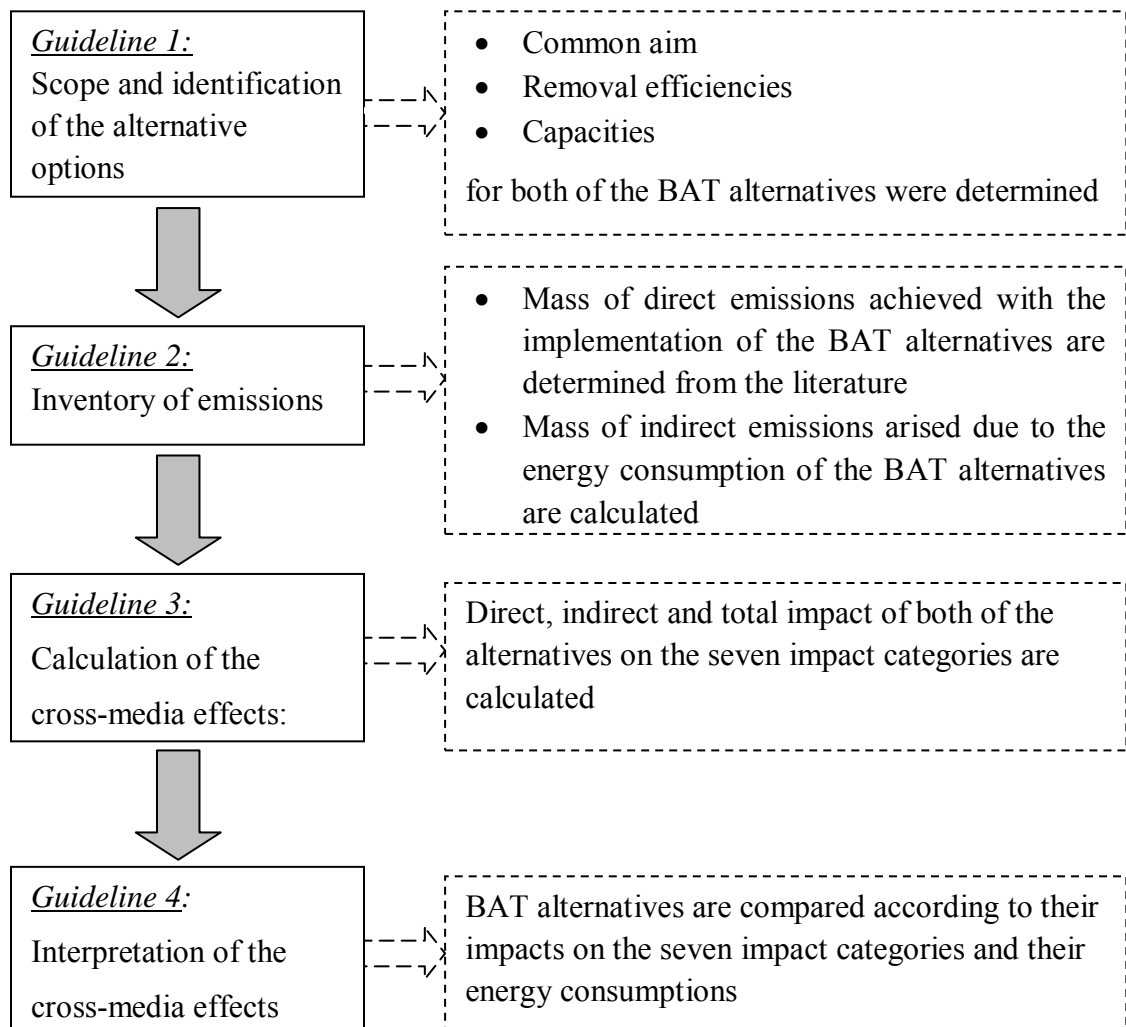 Guideline 1:
Scope and identification
of the alternative
options
• Common aim
• Removal efficiencies
• Capacities
for both of the BAT alternatives were determined
Guideline 2:
Inventory of emissions
• Mass of direct emissions achieved with the
implementation of the BAT alternatives are
determined from the literature
• Mass of indirect emissions arised due to the
energy consumption of the BAT alternatives
are calculated
Guideline 3:
Calculation of the
cross-media effects:
Direct, indirect and total impact of both of the
alternatives on the seven impact categories are
calculated
Guideline 4:
Interpretation of the
cross-media effects
BAT alternatives are compared according to their
impacts on the seven impact categories and their
energy consumptions